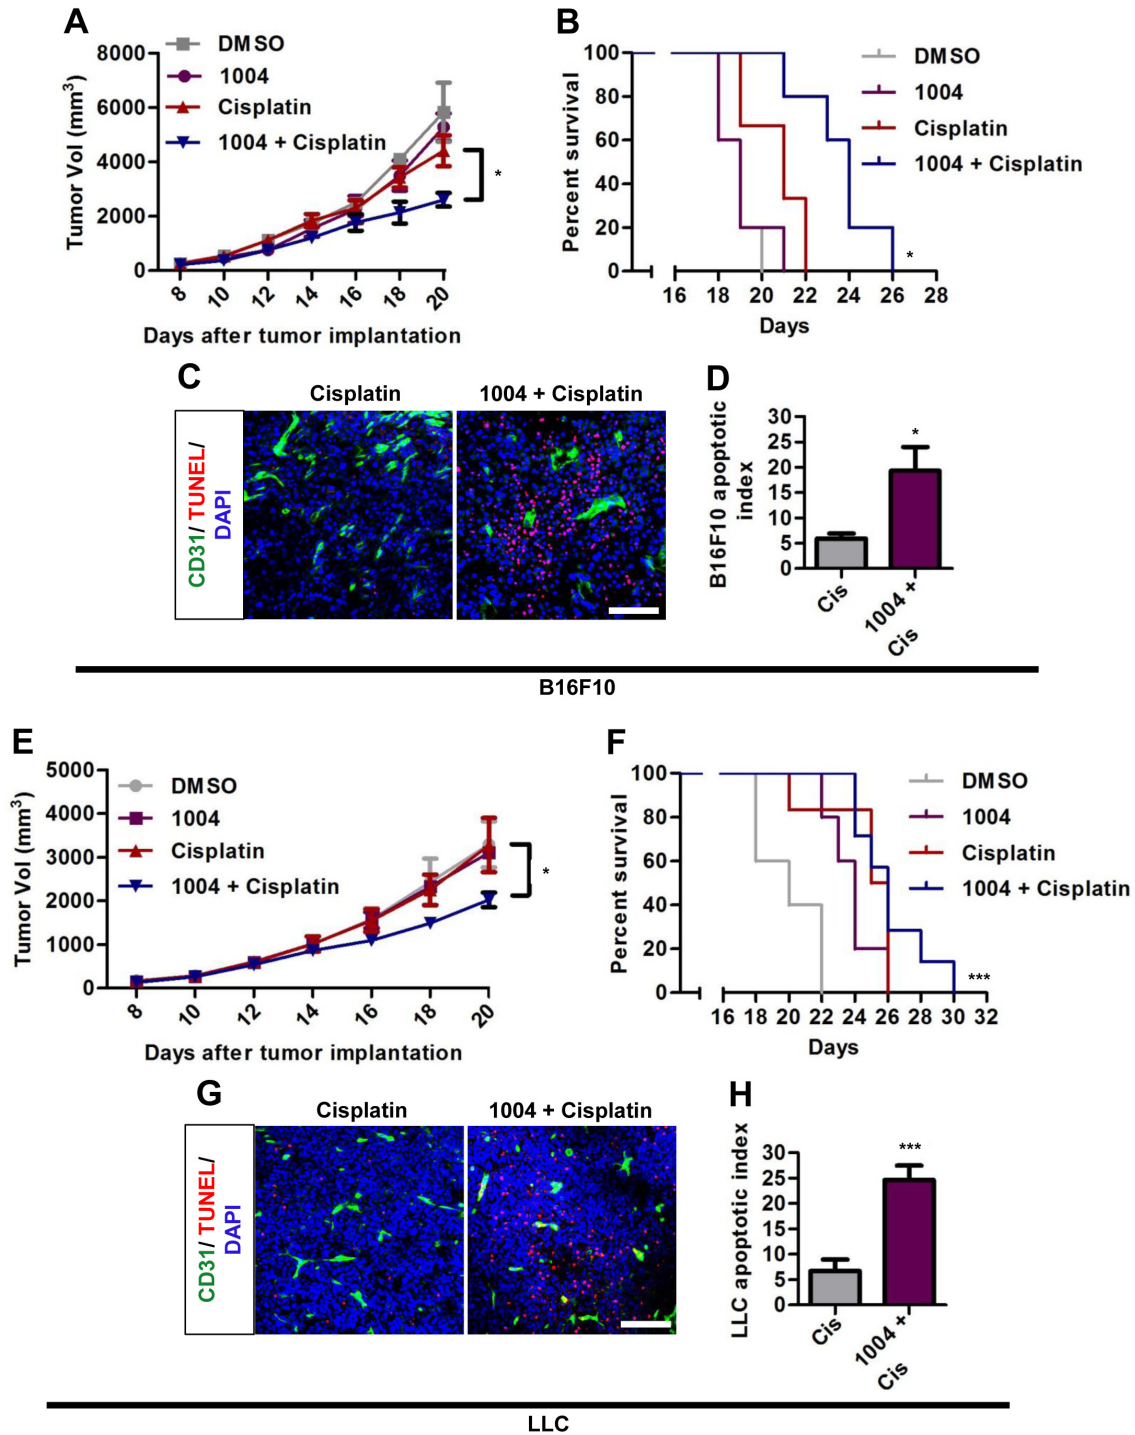 A
DMSO
1004
Cisplatin
1004 + Cisplatin
Tumor Vol (mm3)
8000
6000
4000
2000
0
*
8 10 12 14 16 18 20
Days after tumor implantation
B
DMSO
1004
Cisplatin
1004 + Cisplatin
Percent survival
100
80
60
40
20
0
*
16 18 20 22 24 26 28
Days
C
Cisplatin
1004 + Cisplatin
CD31/ TUNEL/
DAPI
D
B16F10 apoptotic
index
30
25
20
15
10
5
0
*
Cis
1004 +
Cis
B16F10
E
DMSO
1004
Cisplatin
1004 + Cisplatin
Tumor Vol (mm3)
5000
4000
3000
2000
1000
0
*
8 10 12 14 16 18 20
Days after tumor implantation
F
DMSO
1004
Cisplatin
1004 + Cisplatin
Percent survival
100
80
60
40
20
0
***
16 18 20 22 24 26 28 30 32
Days
G
Cisplatin
1004 + Cisplatin
CD31/ TUNEL/
DAPI
H
LLC apoptotic index
30
25
20
15
10
5
0
***
Cis
1004 +
Cis
LLC